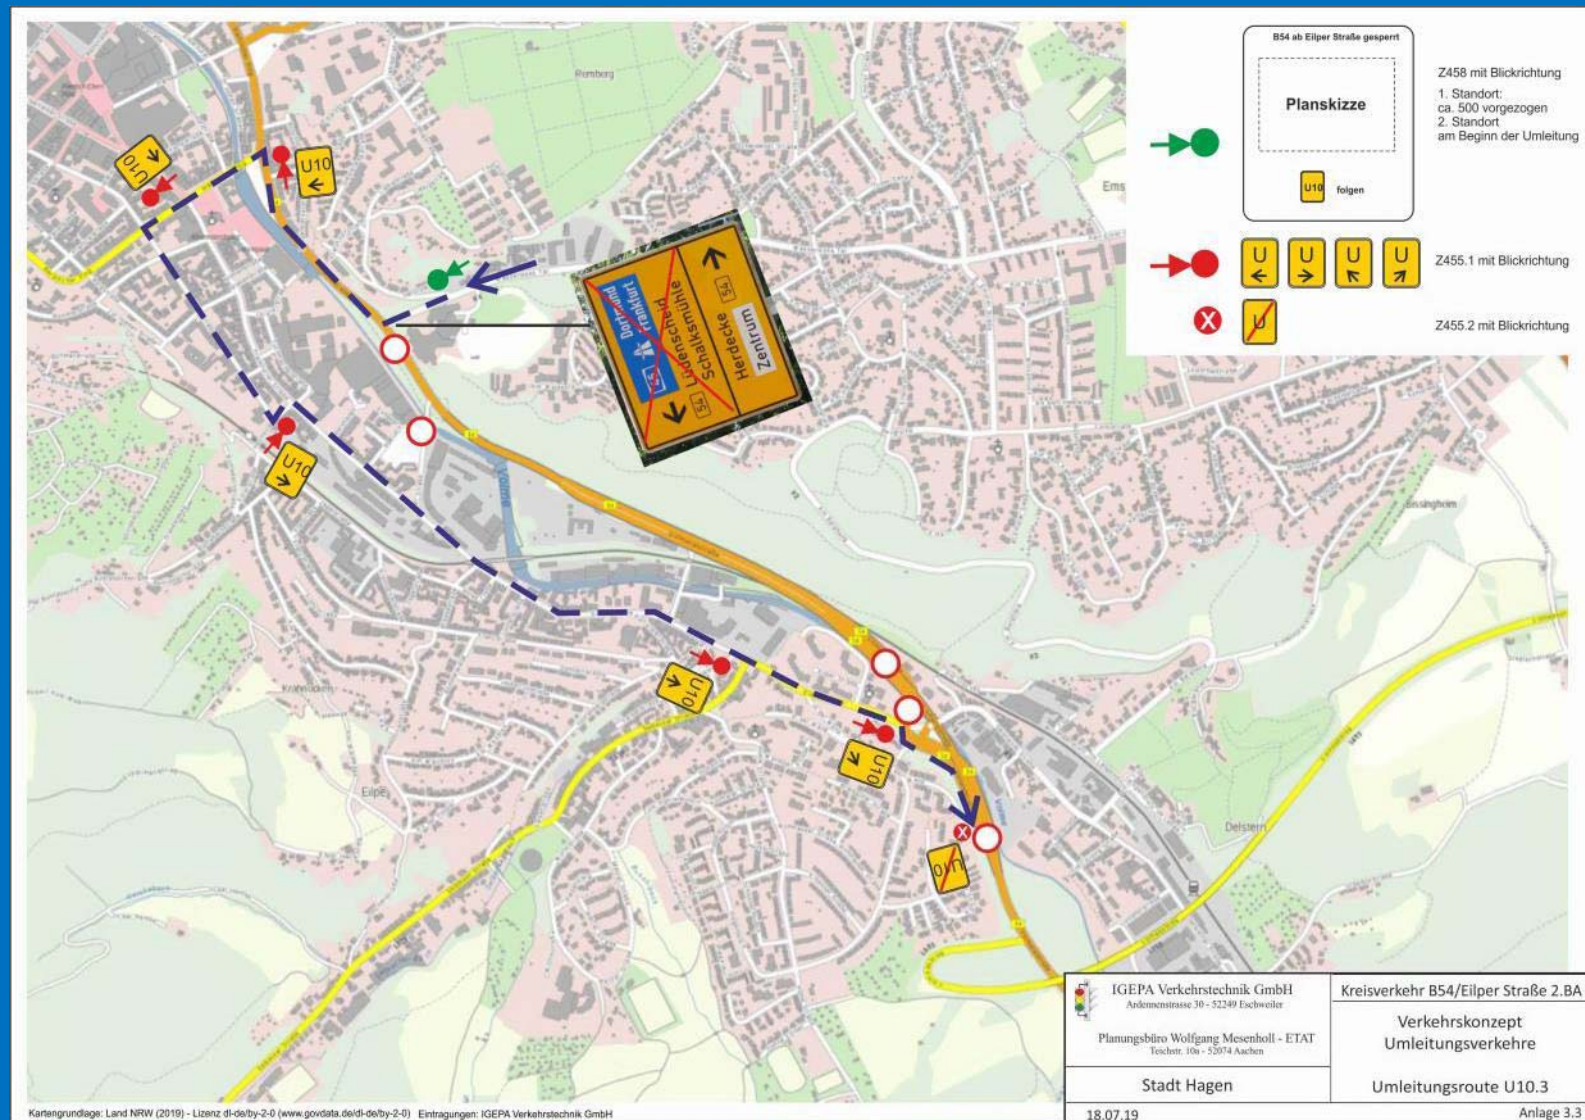 B54 ab Eilper Straße gesperrt
Planskizze
U10 folgen
Z458 mit Blickrichtung
1. Standort:
ca. 500 vorgezogen
2. Standort
am Beginn der Umleitung
U U U U
Z455.1 mit Blickrichtung
X
U
Z455.2 mit Blickrichtung
Remberg
U10
U10
Dortmund
Frankfurt
54 Lüdenscheid
Schalksmühle
Herdecke 54
Zentrum
U10
Volme
U10
U10
Eilpe
Delstern
X
U10
IGEPA Verkehrstechnik GmbH
Ardennenstrasse 30 - 52249 Eschweiler
Planungsbüro Wolfgang Mesenholl - ETAT
Teichstr. 10a - 52074 Aachen
Stadt Hagen
18.07.19
Kreisverkehr B54/Eilper Straße 2.BA
Verkehrskonzept
Umleitungsverkehre
Umleitungsroute U10.3
Anlage 3.3
Kartengrundlage: Land NRW (2019) - Lizenz dl-de/by-2-0 (www.govdata.de/dl-de/by-2-0) Eintragungen: IGEPA Verkehrstechnik GmbH